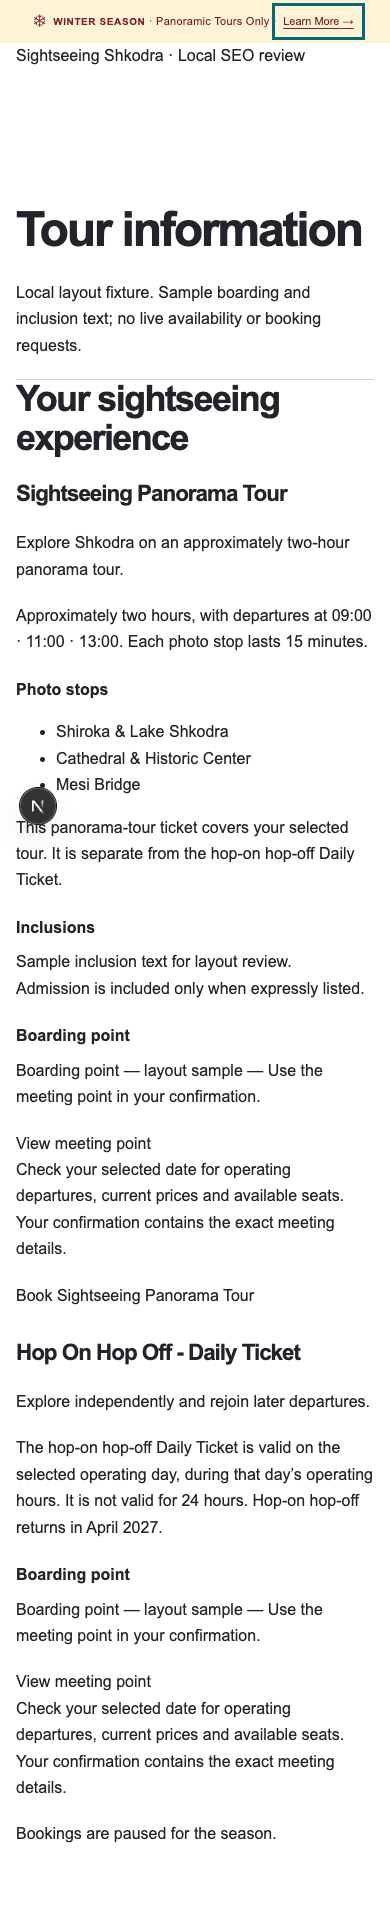 ❄ WINTER SEASON · Panoramic Tours Only · Learn More →
Sightseeing Shkodra · Local SEO review
Tour information
Local layout fixture. Sample boarding and
inclusion text; no live availability or booking
requests.
Your sightseeing
experience
Sightseeing Panorama Tour
Explore Shkodra on an approximately two-hour
panorama tour.
Approximately two hours, with departures at 09:00
· 11:00 · 13:00. Each photo stop lasts 15 minutes.
Photo stops
• Shiroka & Lake Shkodra
• Cathedral & Historic Center
• Mesi Bridge
N
This panorama-tour ticket covers your selected
tour. It is separate from the hop-on hop-off Daily
Ticket.
Inclusions
Sample inclusion text for layout review.
Admission is included only when expressly listed.
Boarding point
Boarding point — layout sample — Use the
meeting point in your confirmation.
View meeting point
Check your selected date for operating
departures, current prices and available seats.
Your confirmation contains the exact meeting
details.
Book Sightseeing Panorama Tour
Hop On Hop Off - Daily Ticket
Explore independently and rejoin later departures.
The hop-on hop-off Daily Ticket is valid on the
selected operating day, during that day’s operating
hours. It is not valid for 24 hours. Hop-on hop-off
returns in April 2027.
Boarding point
Boarding point — layout sample — Use the
meeting point in your confirmation.
View meeting point
Check your selected date for operating
departures, current prices and available seats.
Your confirmation contains the exact meeting
details.
Bookings are paused for the season.